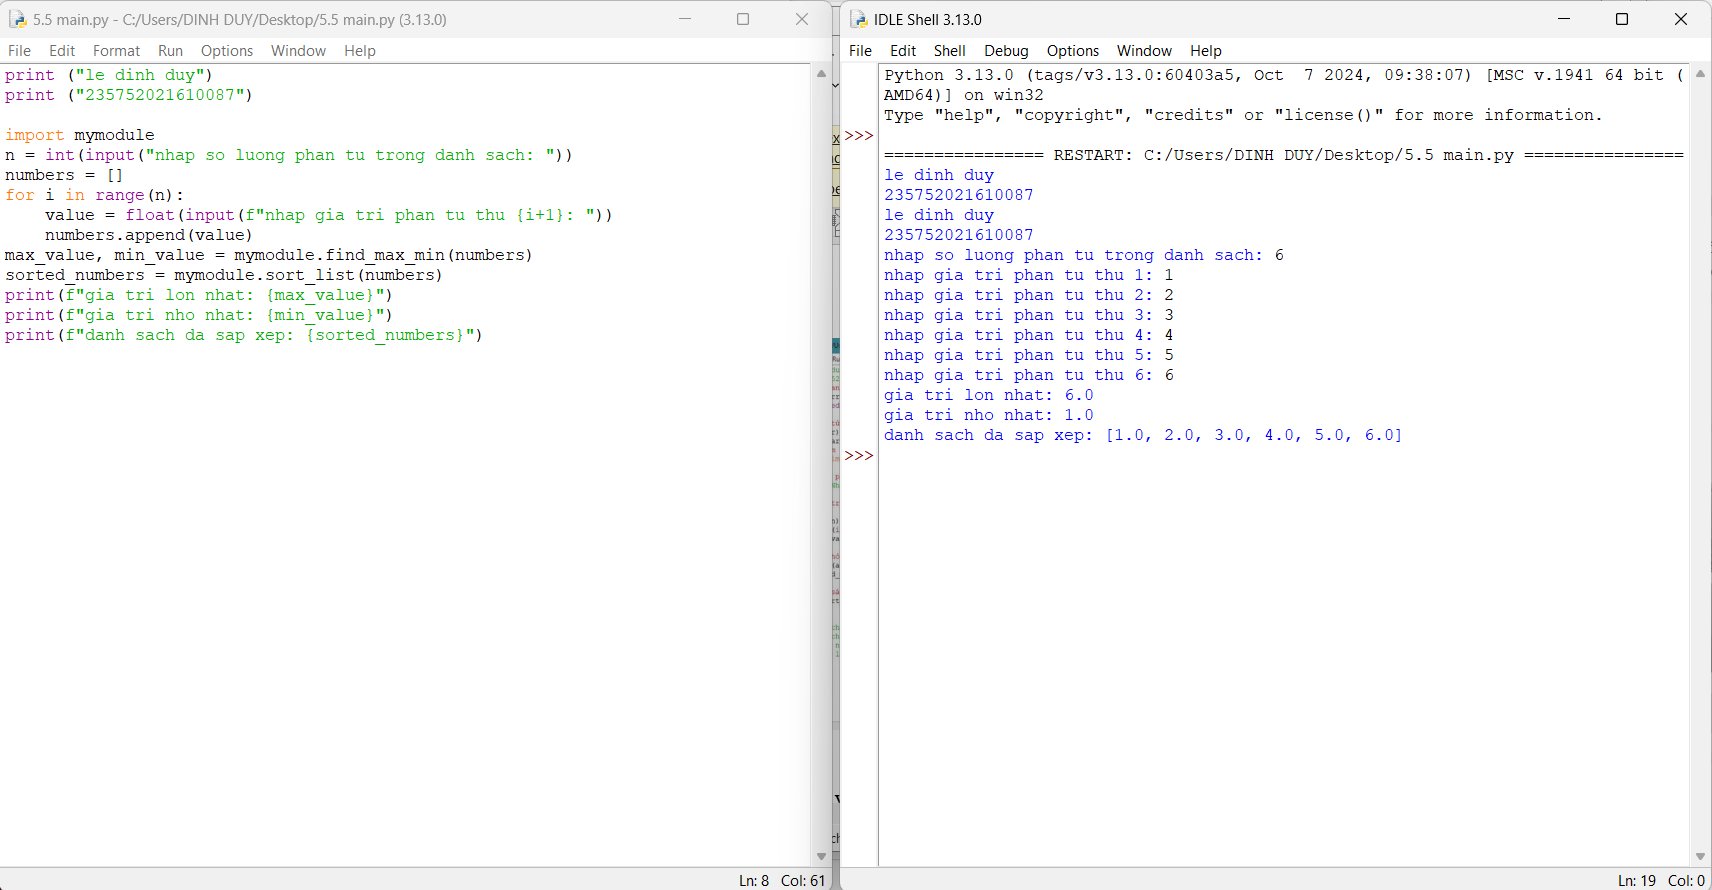 5.5 main.py - C:/Users/DINH DUY/Desktop/5.5 main.py (3.13.0)
File Edit Format Run Options Window Help
print ("le dinh duy")
print ("235752021610087")
import mymodule
n = int(input("nhap so luong phan tu trong danh sach: "))
numbers = []
for i in range(n):
    value = float(input(f"nhap gia tri phan tu thu {i+1}: "))
    numbers.append(value)
max_value, min_value = mymodule.find_max_min(numbers)
sorted_numbers = mymodule.sort_list(numbers)
print(f"gia tri lon nhat: {max_value}")
print(f"gia tri nho nhat: {min_value}")
print(f"danh sach da sap xep: {sorted_numbers}")
Ln: 8 Col: 61
IDLE Shell 3.13.0
File Edit Shell Debug Options Window Help
Python 3.13.0 (tags/v3.13.0:60403a5, Oct  7 2024, 09:38:07) [MSC v.1941 64 bit (
AMD64)] on win32
Type "help", "copyright", "credits" or "license()" for more information.
>>>
================ RESTART: C:/Users/DINH DUY/Desktop/5.5 main.py ================
le dinh duy
235752021610087
le dinh duy
235752021610087
nhap so luong phan tu trong danh sach: 6
nhap gia tri phan tu thu 1: 1
nhap gia tri phan tu thu 2: 2
nhap gia tri phan tu thu 3: 3
nhap gia tri phan tu thu 4: 4
nhap gia tri phan tu thu 5: 5
nhap gia tri phan tu thu 6: 6
gia tri lon nhat: 6.0
gia tri nho nhat: 1.0
danh sach da sap xep: [1.0, 2.0, 3.0, 4.0, 5.0, 6.0]
>>>
Ln: 19 Col: 0